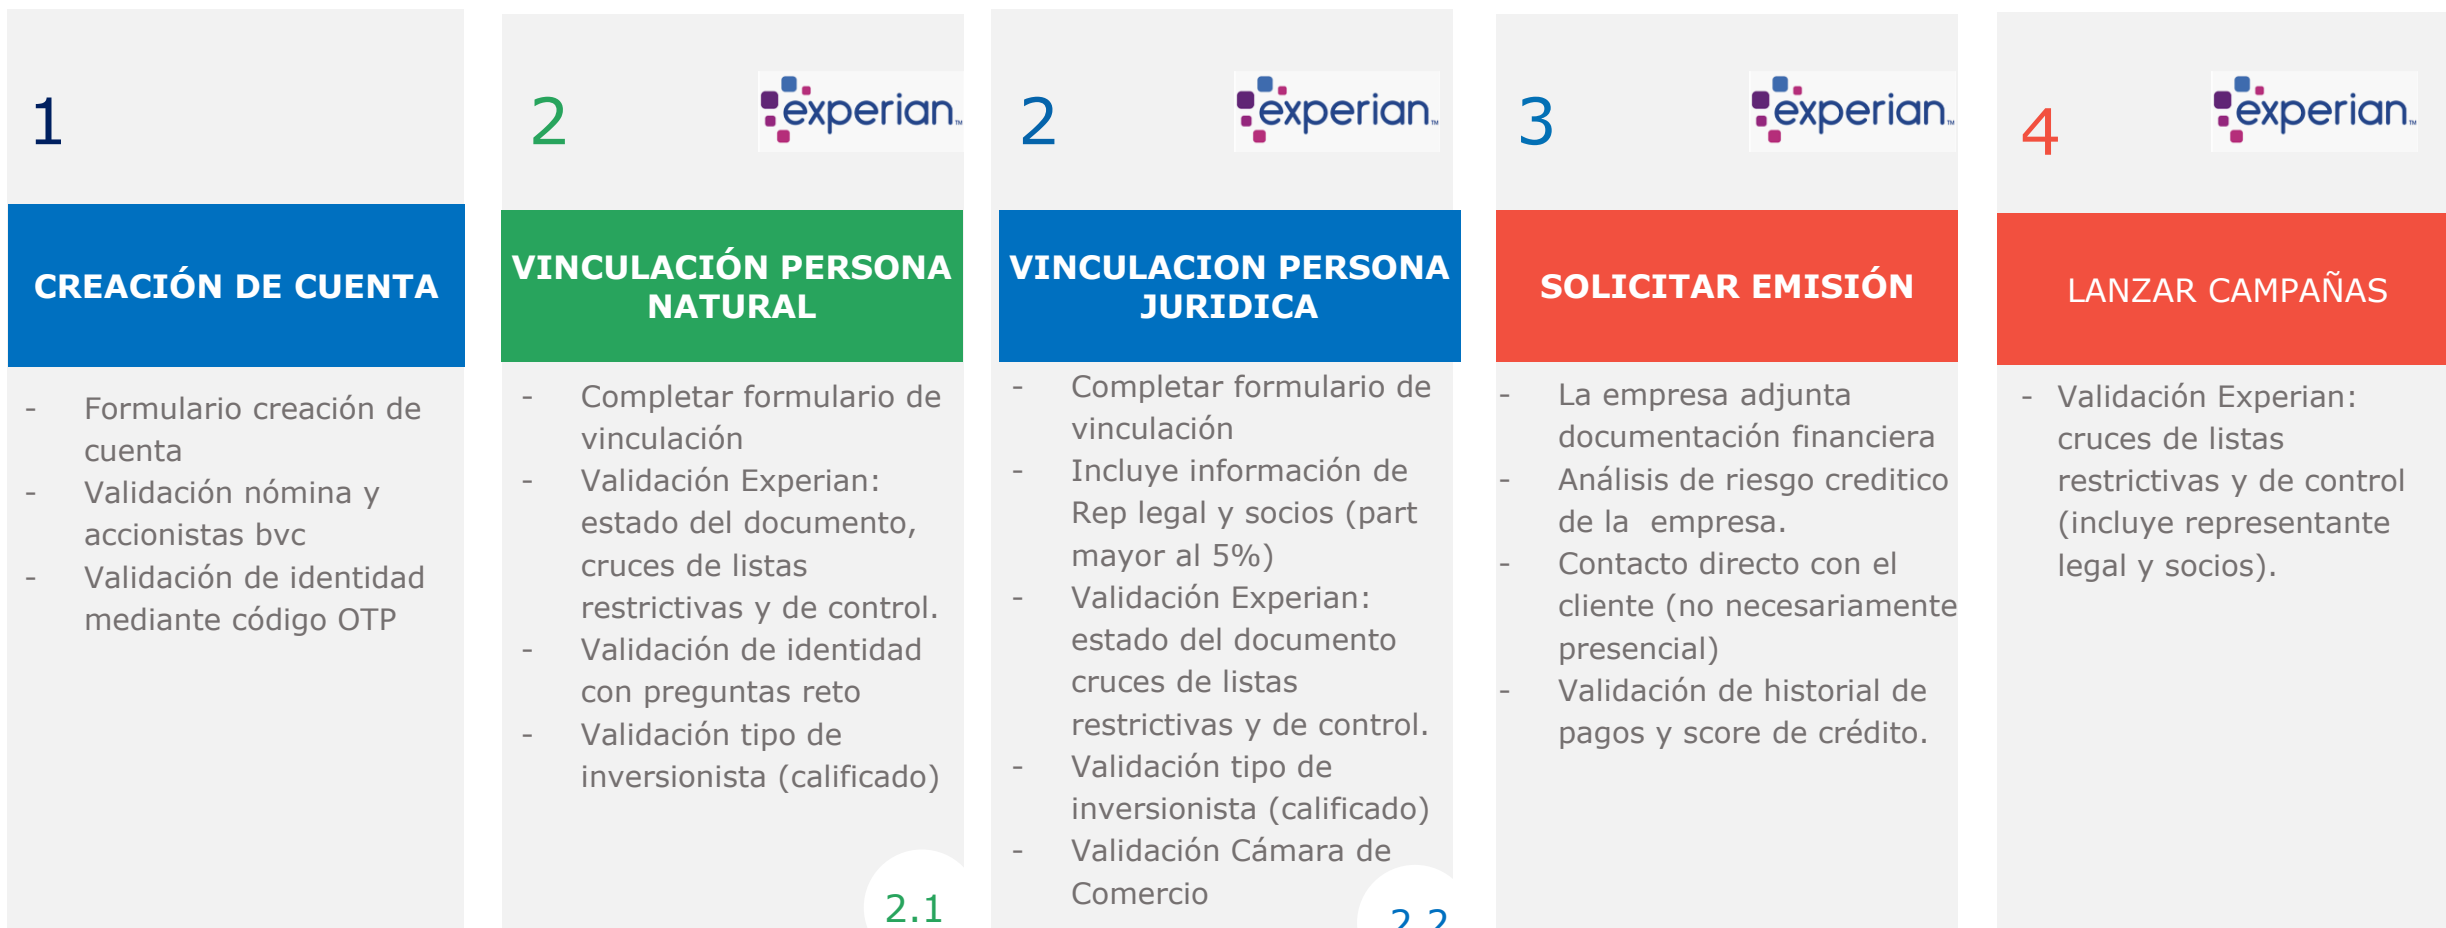 1
CREACIÓN DE CUENTA
- Formulario creación de
cuenta
- Validación nómina y
accionistas bvc
- Validación de identidad
mediante código OTP
2
experian™
VINCULACIÓN PERSONA
NATURAL
- Completar formulario de
vinculación
- Validación Experian:
estado del documento,
cruces de listas
restrictivas y de control.
- Validación de identidad
con preguntas reto
- Validación tipo de
inversionista (calificado)
2.1
2
experian™
VINCULACION PERSONA
JURIDICA
- Completar formulario de
vinculación
- Incluye información de
Rep legal y socios (part
mayor al 5%)
- Validación Experian:
estado del documento
cruces de listas
restrictivas y de control.
- Validación tipo de
inversionista (calificado)
- Validación Cámara de
Comercio
2.2
3
experian™
SOLICITAR EMISIÓN
- La empresa adjunta
documentación financiera
- Análisis de riesgo creditico
de la  empresa.
- Contacto directo con el
cliente (no necesariamente
presencial)
- Validación de historial de
pagos y score de crédito.
4
experian™
LANZAR CAMPAÑAS
- Validación Experian:
cruces de listas
restrictivas y de control
(incluye representante
legal y socios).